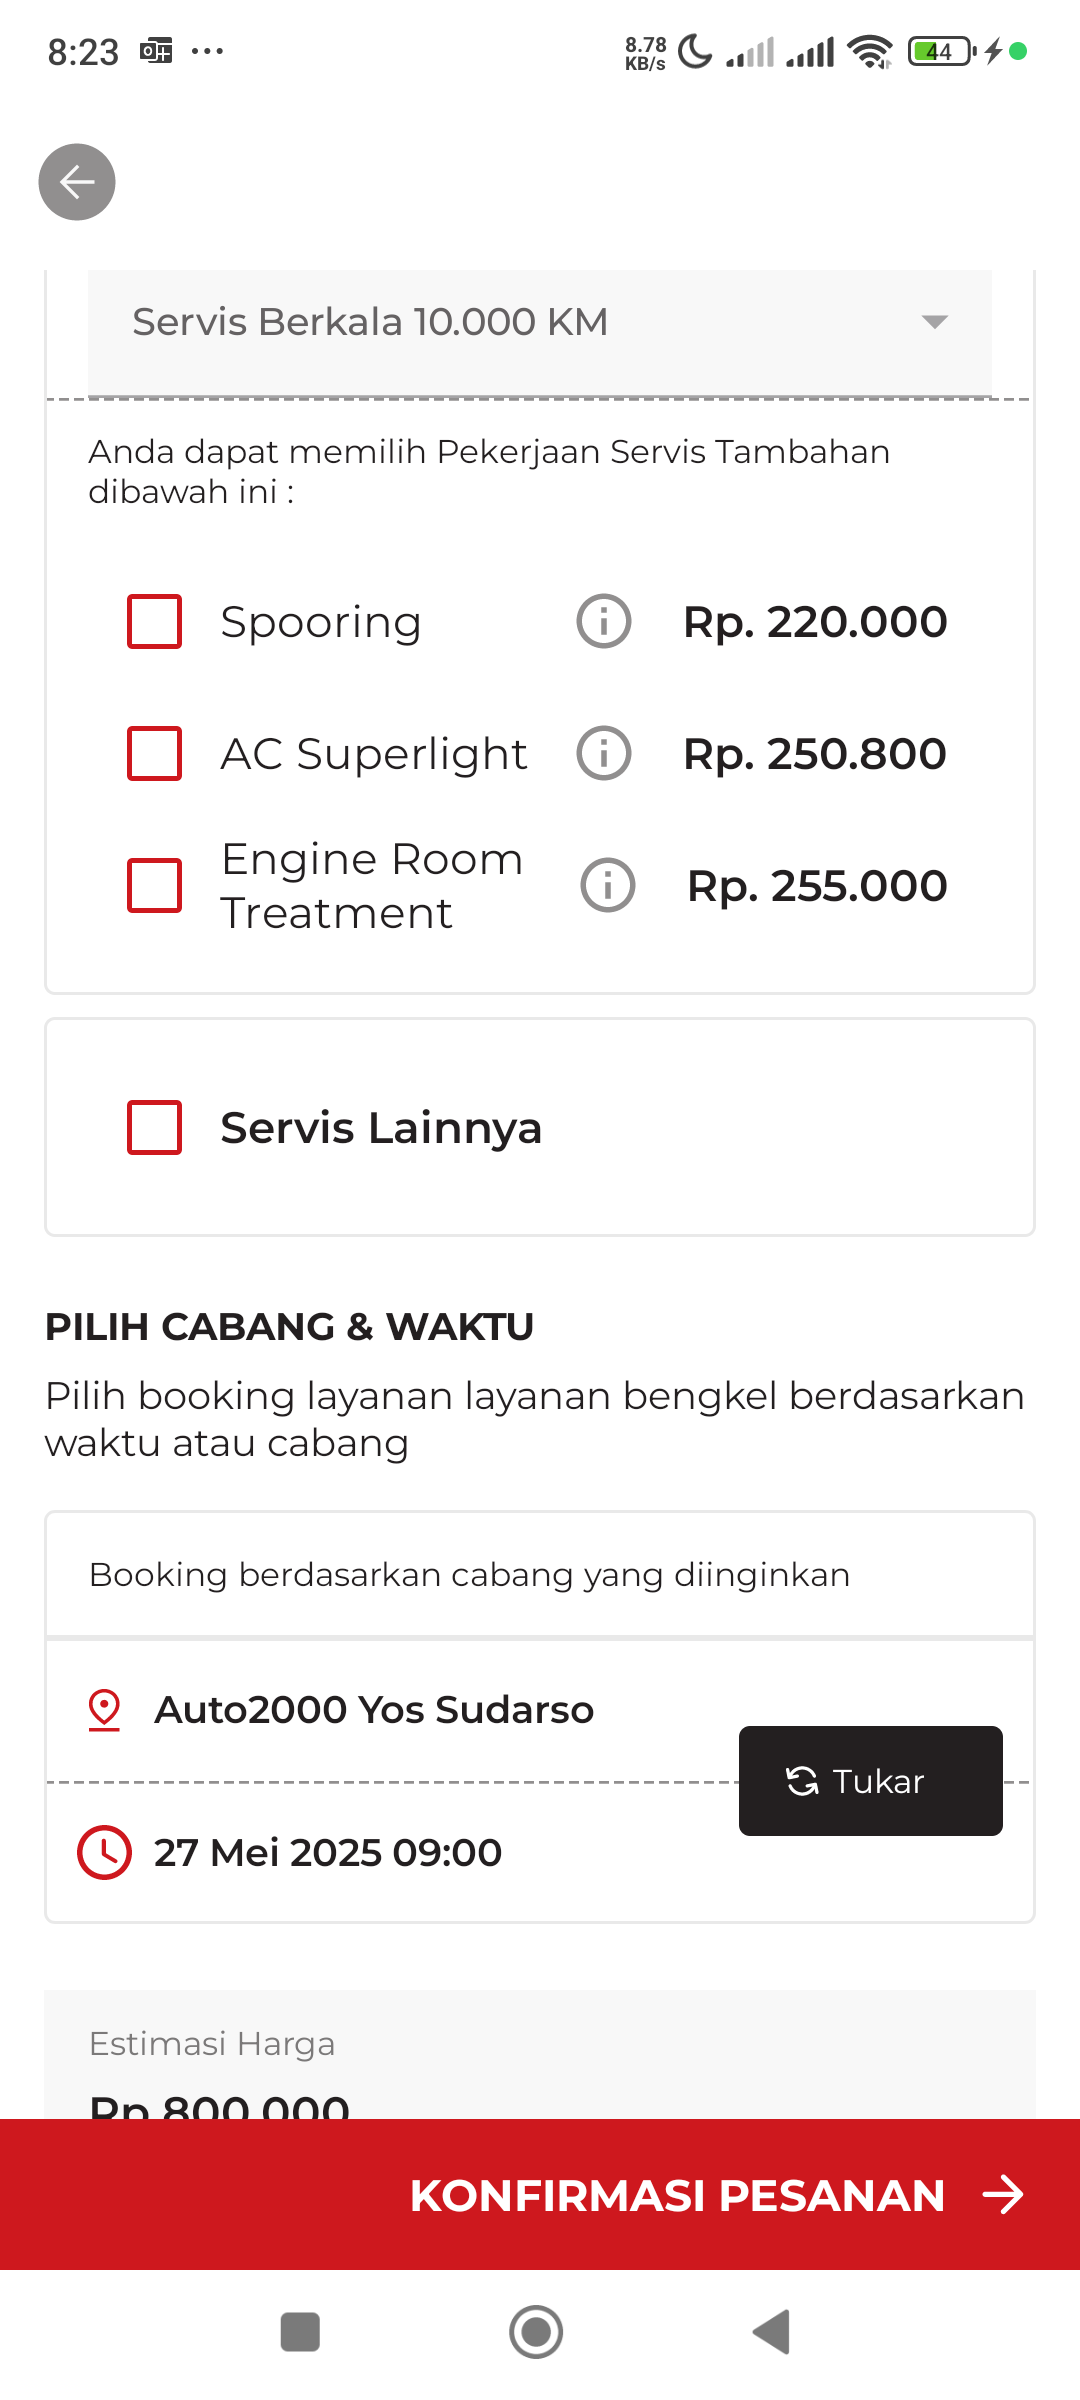 8:23
8.78
KB/s
44
Servis Berkala 10.000 KM
Anda dapat memilih Pekerjaan Servis Tambahan
dibawah ini :
Spooring
Rp. 220.000
AC Superlight
Rp. 250.800
Engine Room
Treatment
Rp. 255.000
Servis Lainnya
PILIH CABANG & WAKTU
Pilih booking layanan layanan bengkel berdasarkan
waktu atau cabang
Booking berdasarkan cabang yang diinginkan
Auto2000 Yos Sudarso
Tukar
27 Mei 2025 09:00
Estimasi Harga
Rp 800.000
KONFIRMASI PESANAN